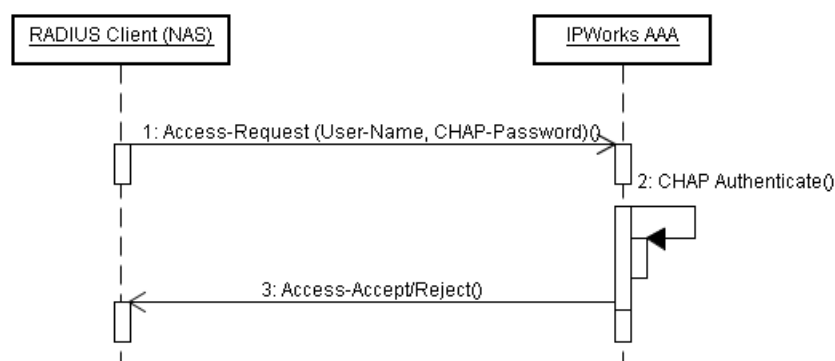 RADIUS Client (NAS)
IPWorks AAA
1: Access-Request (User-Name, CHAP-Password)()
2: CHAP Authenticate()
3: Access-Accept/Reject()